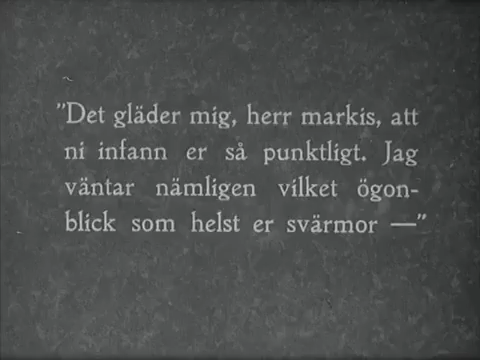 "Det gläder mig, herr markis, att
ni infann er så punktligt. Jag
väntar nämligen vilket ögon-
blick som helst er svärmor —"